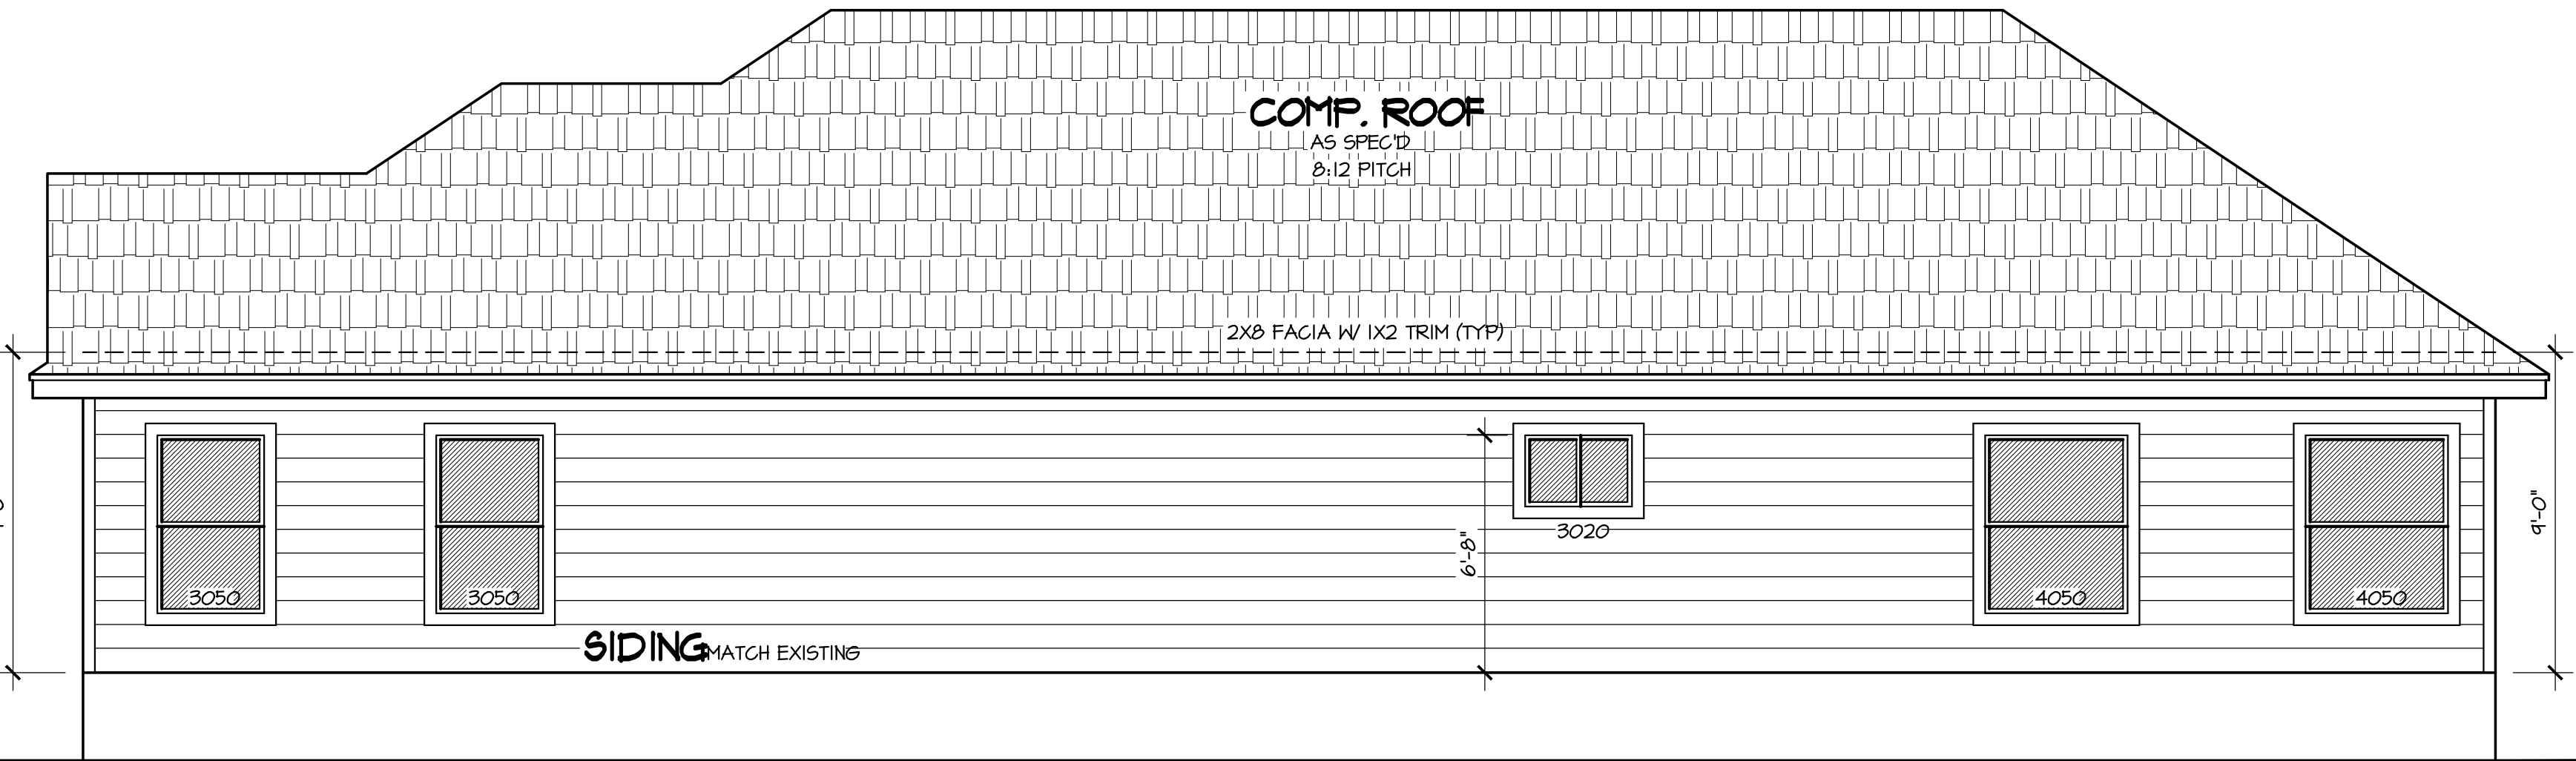 COMP. ROOF
AS SPEC'D
8:12 PITCH
2X8 FACIA W/ 1X2 TRIM (TYP)
9'-0"
6'-8"
3020
3050
3050
4050
4050
SIDING MATCH EXISTING